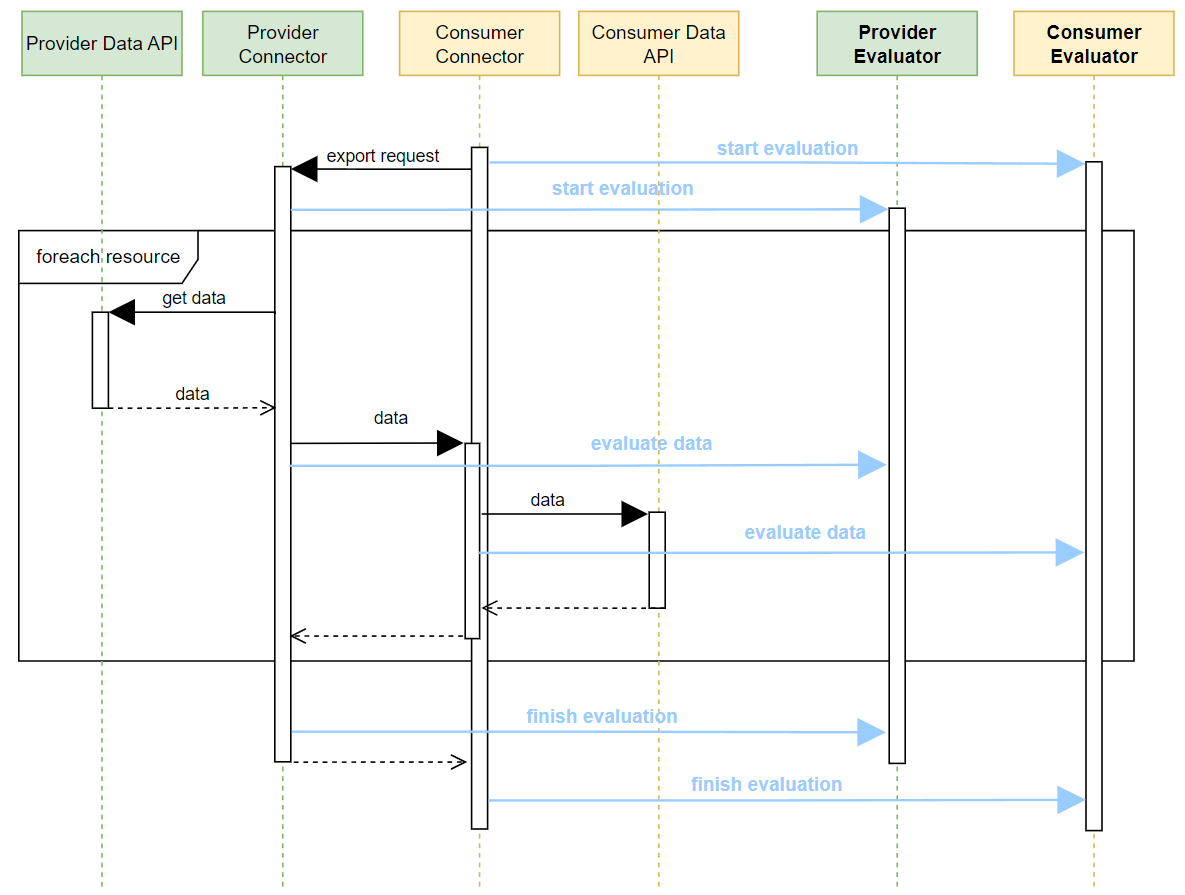 Provider Data API
Provider
Connector
Consumer
Connector
Consumer Data
API
Provider
Evaluator
Consumer
Evaluator
export request
start evaluation
start evaluation
foreach resource
get data
data
data
evaluate data
data
evaluate data
finish evaluation
finish evaluation